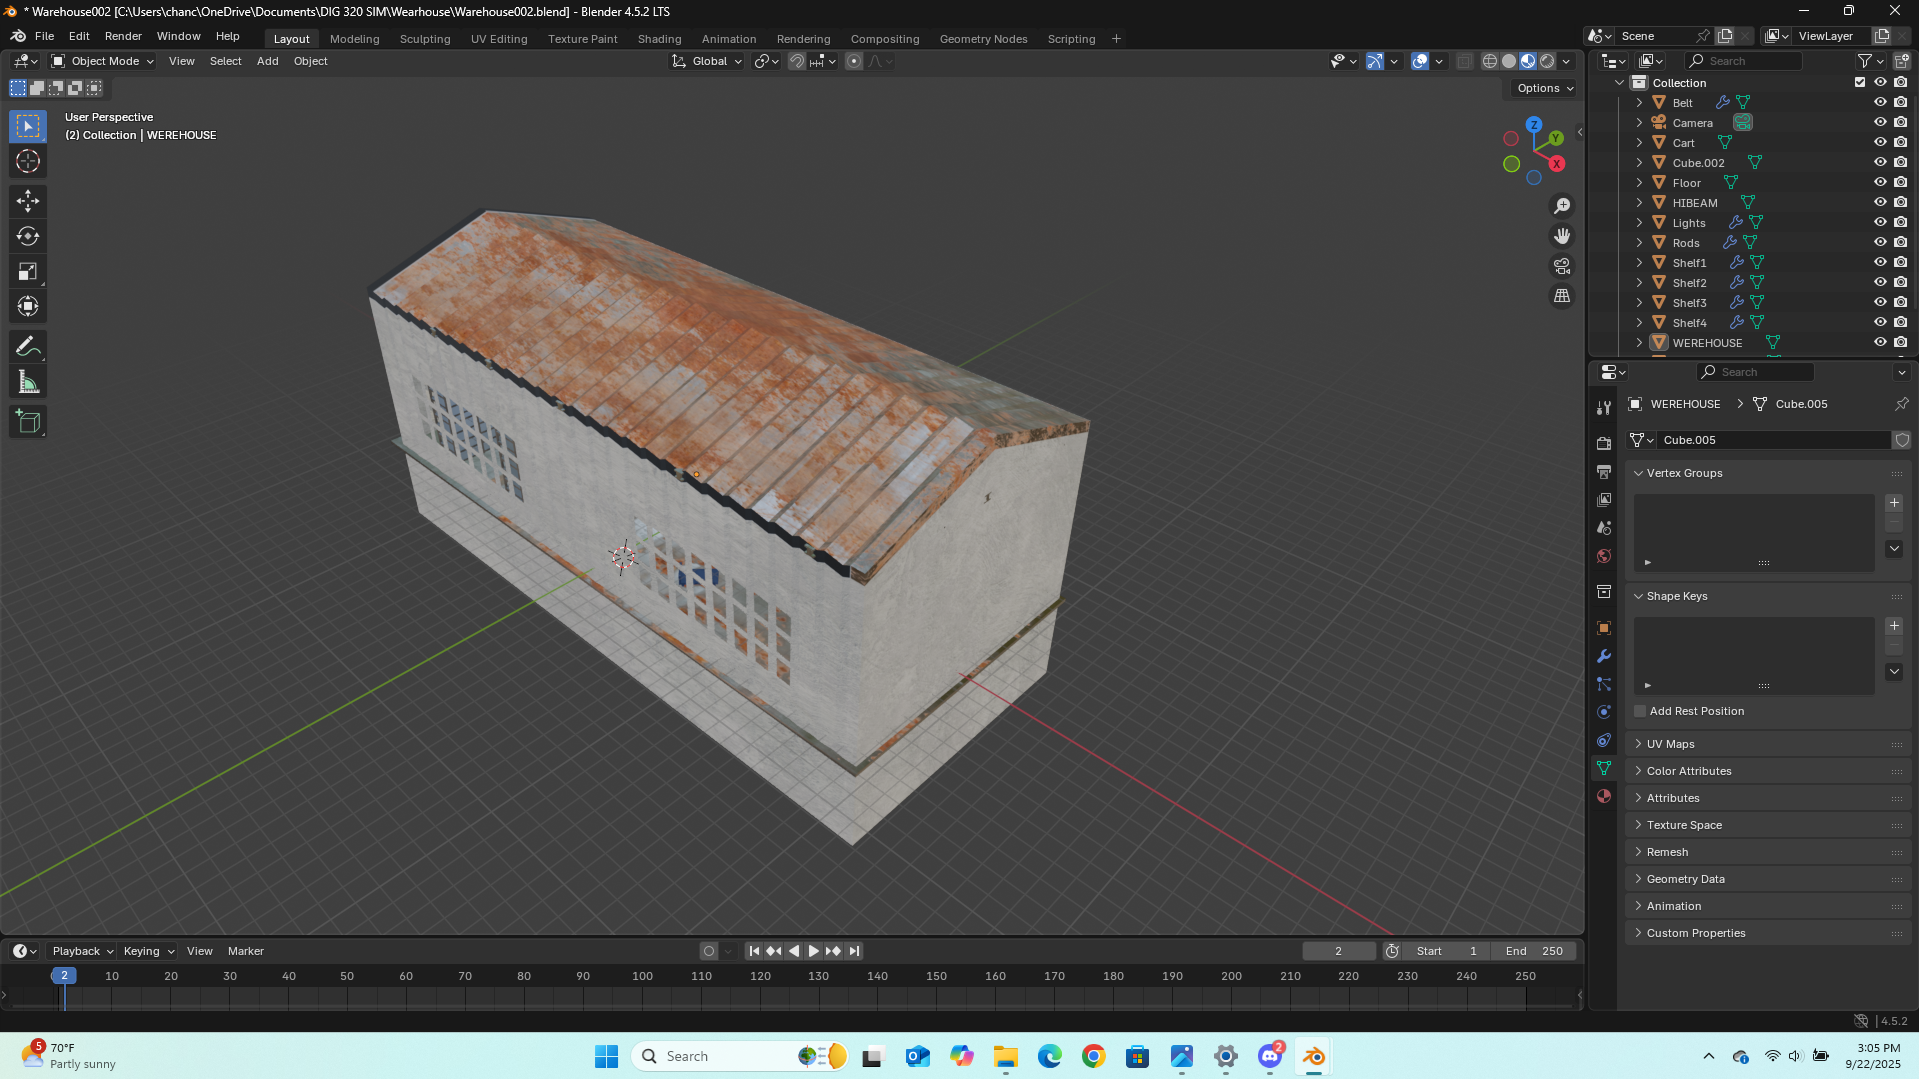 * Warehouse002 [C:\Users\chanc\OneDrive\Documents\DIG 320 SIM\Wearhouse\Warehouse002.blend] - Blender 4.5.2 LTS
File Edit Render Window Help Layout Modeling Sculpting UV Editing Texture Paint Shading Animation Rendering Compositing Geometry Nodes Scripting + Scene ViewLayer
Object Mode View Select Add Object Global Search
Options
User Perspective
(2) Collection | WEREHOUSE
Z
Y
X
Collection
Belt
Camera
Cart
Cube.002
Floor
HIBEAM
Lights
Rods
Shelf1
Shelf2
Shelf3
Shelf4
WEREHOUSE
Search
WEREHOUSE > Cube.005
Cube.005
Vertex Groups
Shape Keys
Add Rest Position
UV Maps
Color Attributes
Attributes
Texture Space
Remesh
Geometry Data
Animation
Custom Properties
Playback Keying View Marker 2 Start 1 End 250
2 10 20 30 40 50 60 70 80 90 100 110 120 130 140 150 160 170 180 190 200 210 220 230 240 250
4.5.2
5
70°F
Partly sunny
Search
2
3:05 PM
9/22/2025